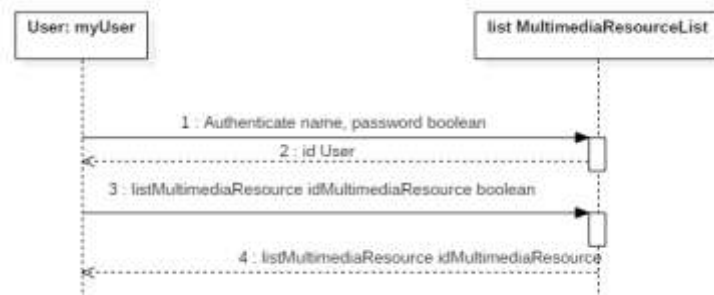 User: myUser
list MultimediaResourceList
1 : Authenticate name, password boolean
2 : id User
3 : listMultimediaResource idMultimediaResource boolean
4 : listMultimediaResource idMultimediaResource